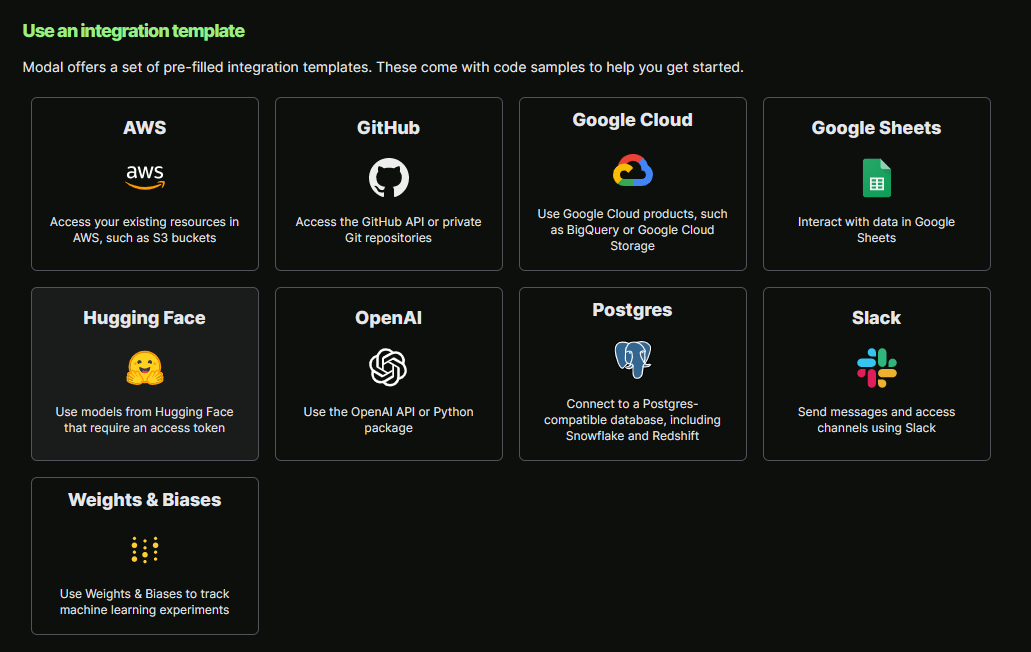 Use an integration template
Modal offers a set of pre-filled integration templates. These come with code samples to help you get started.
AWS
aws
Access your existing resources in
AWS, such as S3 buckets
GitHub
Access the GitHub API or private
Git repositories
Google Cloud
Use Google Cloud products, such
as BigQuery or Google Cloud
Storage
Google Sheets
Interact with data in Google
Sheets
Hugging Face
Use models from Hugging Face
that require an access token
OpenAI
Use the OpenAI API or Python
package
Postgres
Connect to a Postgres-
compatible database, including
Snowflake and Redshift
Slack
Send messages and access
channels using Slack
Weights & Biases
Use Weights & Biases to track
machine learning experiments